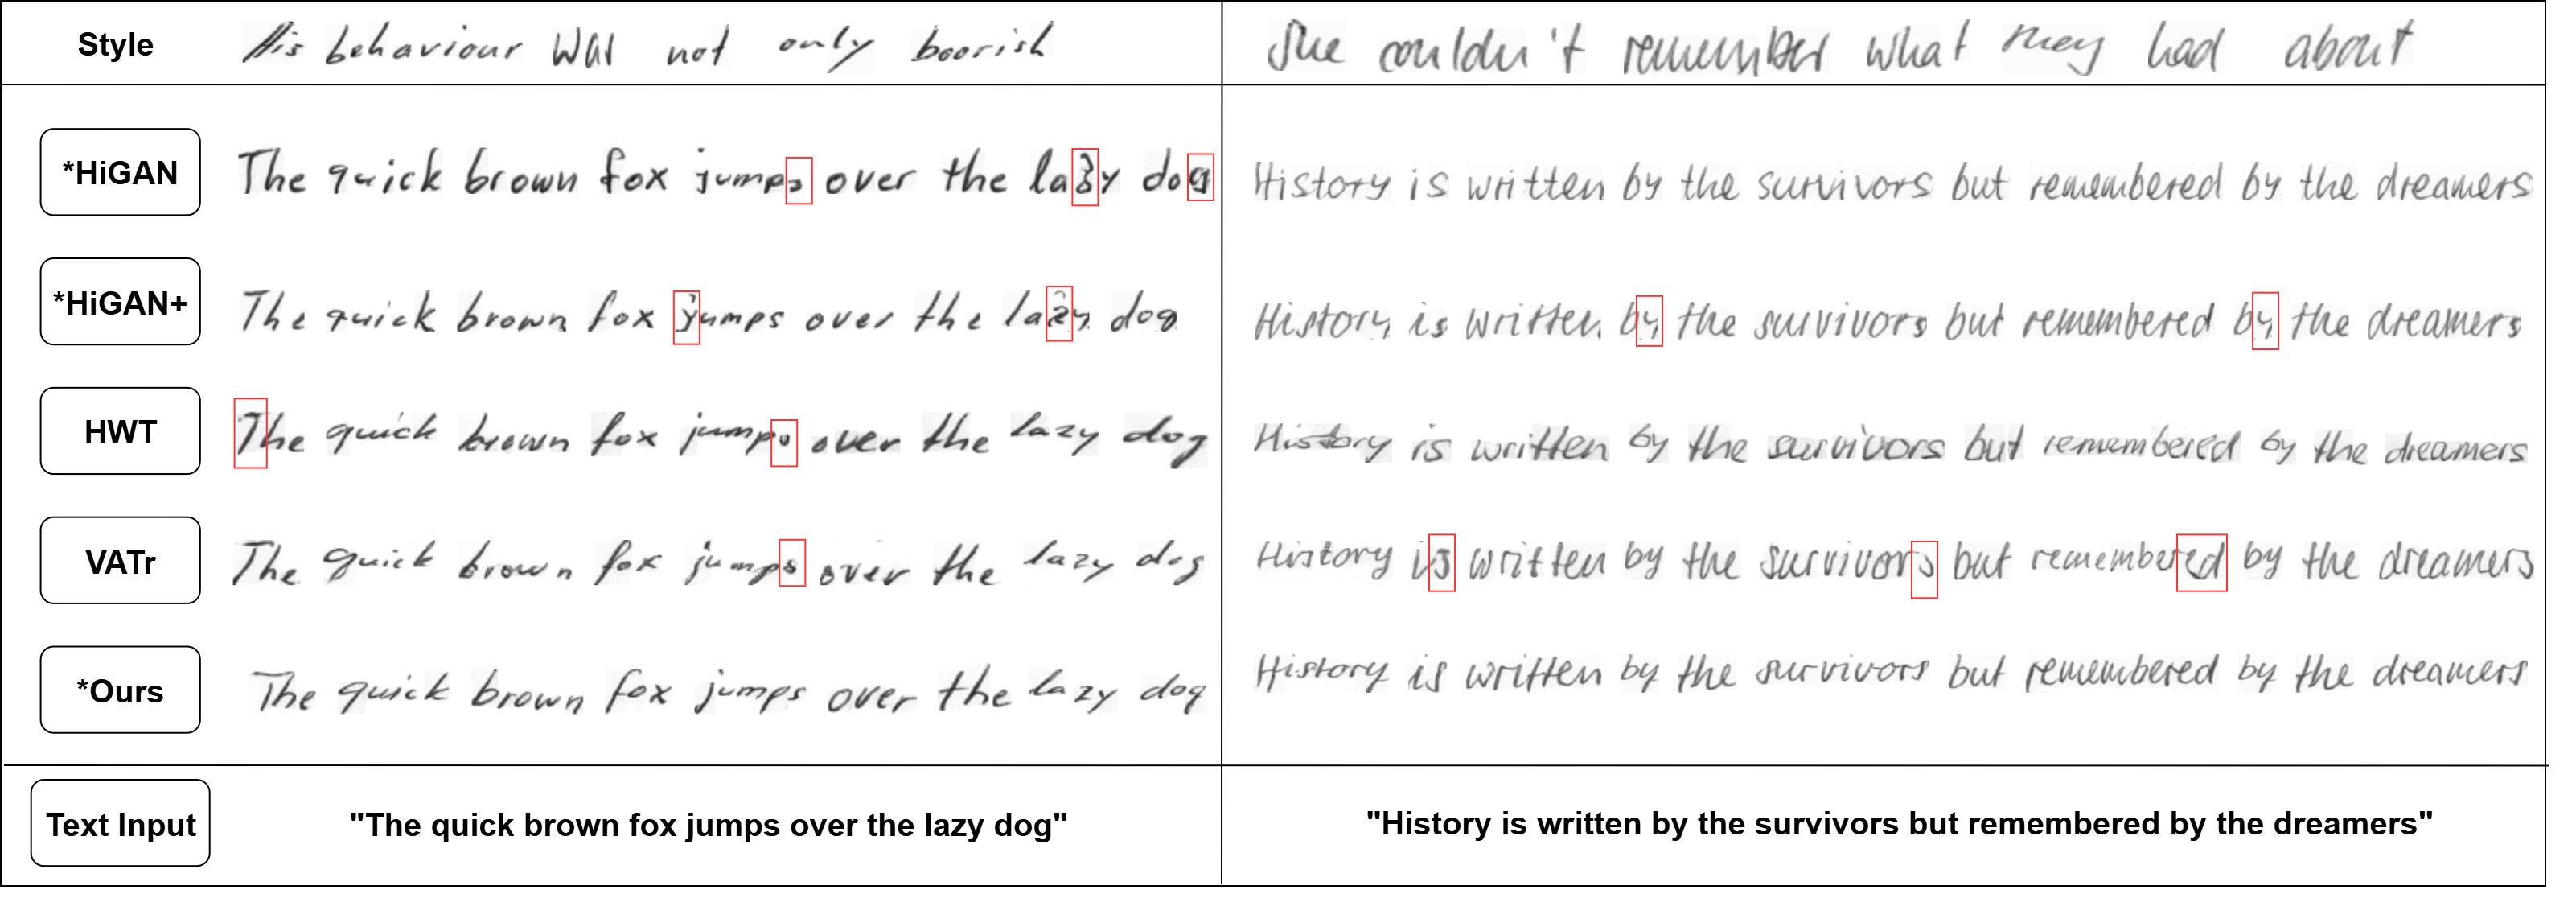 Style His behaviour was not only boorish She couldn't remember what they had about
*HiGAN The quick brown fox jumps over the lazy dog History is written by the survivors but remembered by the dreamers
*HiGAN+ The quick brown fox jumps over the lazy dog History is written by the survivors but remembered by the dreamers
HWT The quick brown fox jumps over the lazy dog History is written by the survivors but remembered by the dreamers
VATr The quick brown fox jumps over the lazy dog History is written by the survivors but remembered by the dreamers
*Ours The quick brown fox jumps over the lazy dog History is written by the survivors but remembered by the dreamers
Text Input "The quick brown fox jumps over the lazy dog" "History is written by the survivors but remembered by the dreamers"